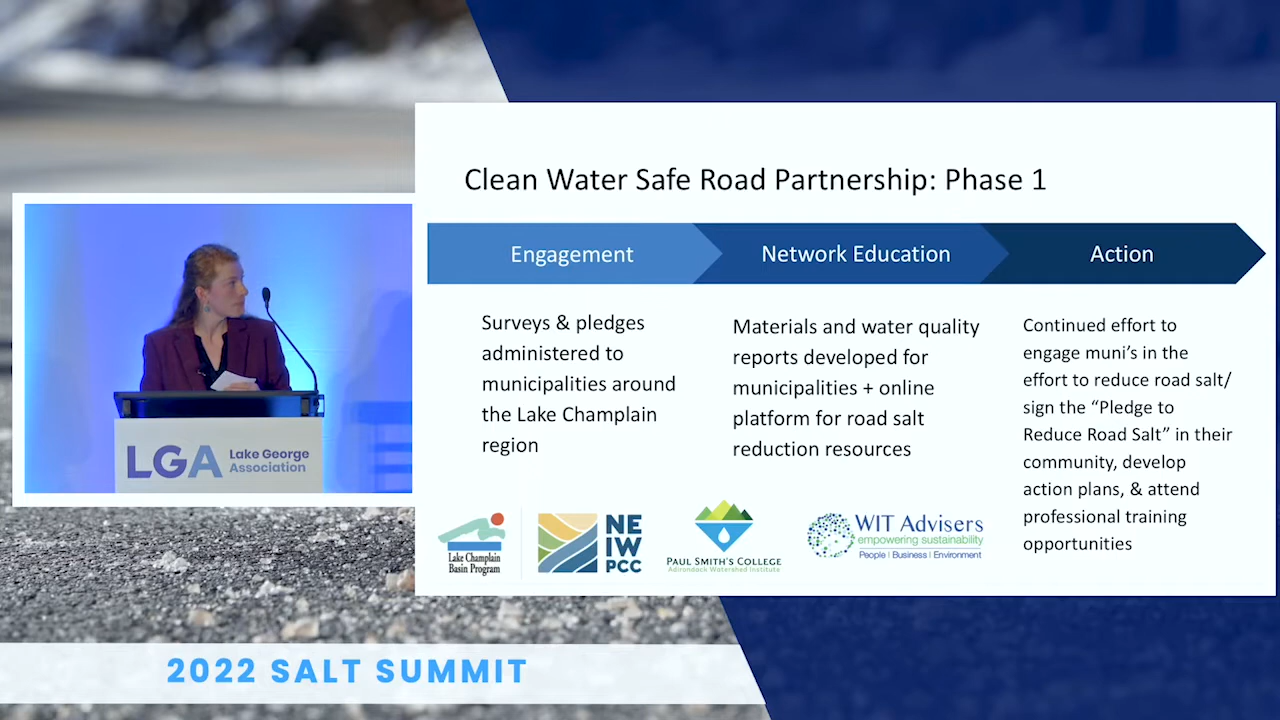 Clean Water Safe Road Partnership: Phase 1
Engagement
Network Education
Action
Surveys & pledges
administered to
municipalities around
the Lake Champlain
region
Materials and water quality
reports developed for
municipalities + online
platform for road salt
reduction resources
Continued effort to
engage muni’s in the
effort to reduce road salt/
sign the “Pledge to
Reduce Road Salt” in their
community, develop
action plans, & attend
professional training
opportunities
LGA
Lake George
Association
Lake Champlain
Basin Program
NE
IW
PCC
PAUL SMITH'S COLLEGE
Adirondack Watershed Institute
WIT Advisers
empowering sustainability
People | Business | Environment
2022 SALT SUMMIT